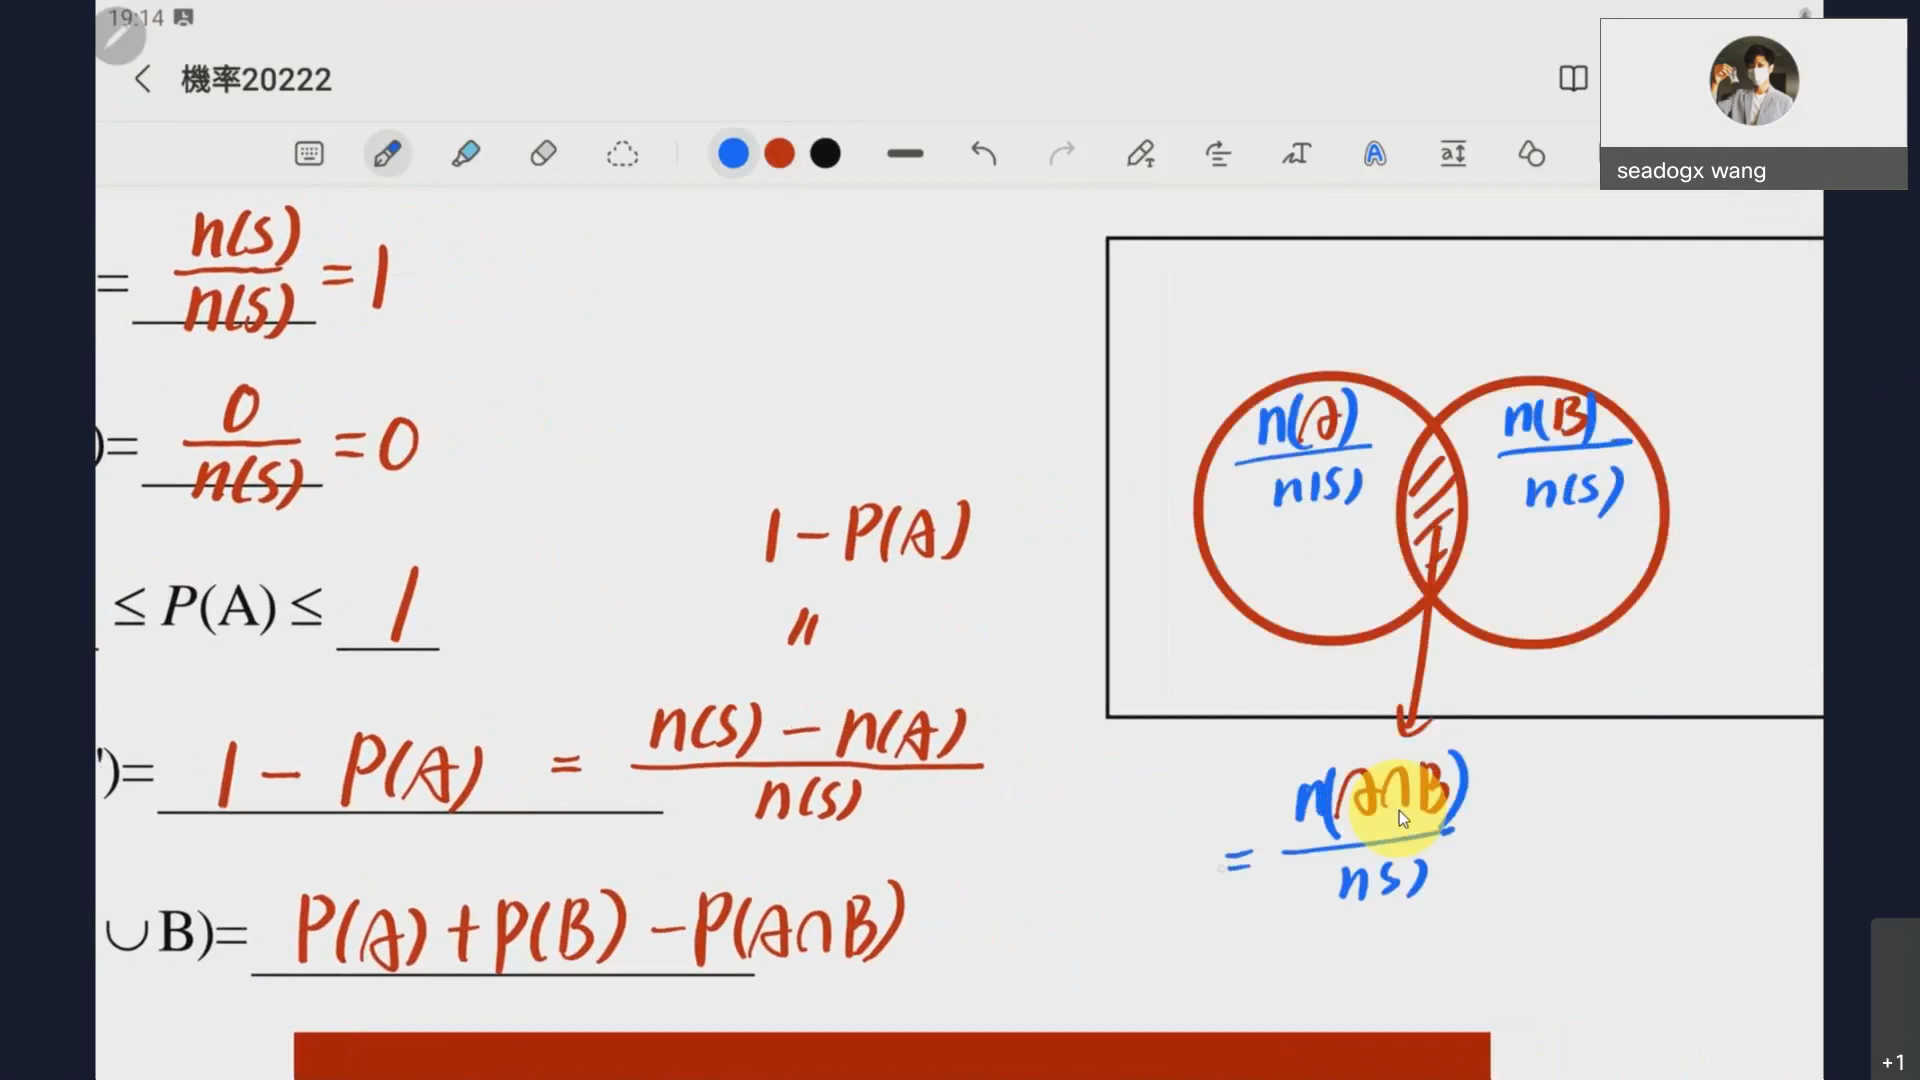 19:14
機率20222
seadogx wang
= n(S)/n(S) = 1
)= 0/n(S) = 0
≤ P(A) ≤ 1
1 - P(A)
"
')= 1 - P(A) = n(S) - n(A)/n(S)
∪ B)= P(A) + P(B) - P(A∩B)
n(A)/n(S)
n(B)/n(S)
= n(A∩B)/n S)
+1